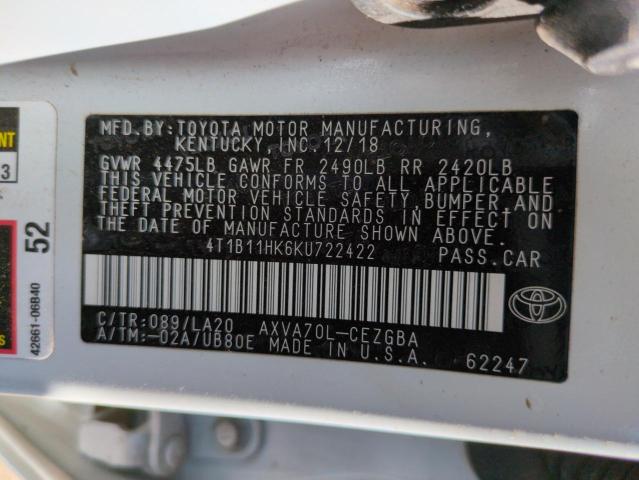 MFD.BY:TOYOTA MOTOR MANUFACTURING,
KENTUCKY, INC. 12/18
GVWR 4475LB GAWR FR 2490LB RR 2420LB
THIS VEHICLE CONFORMS TO ALL APPLICABLE
FEDERAL MOTOR VEHICLE SAFETY, BUMPER, AND
THEFT PREVENTION STANDARDS IN EFFECT ON
THE DATE OF MANUFACTURE SHOWN ABOVE.
4T1B11HK6KU722422 PASS.CAR
C/TR:089/LA20 AXVA70L-CEZGBA
A/TM:-02A/UB80E MADE IN U.S.A. 62247
42661-06B40 52
3